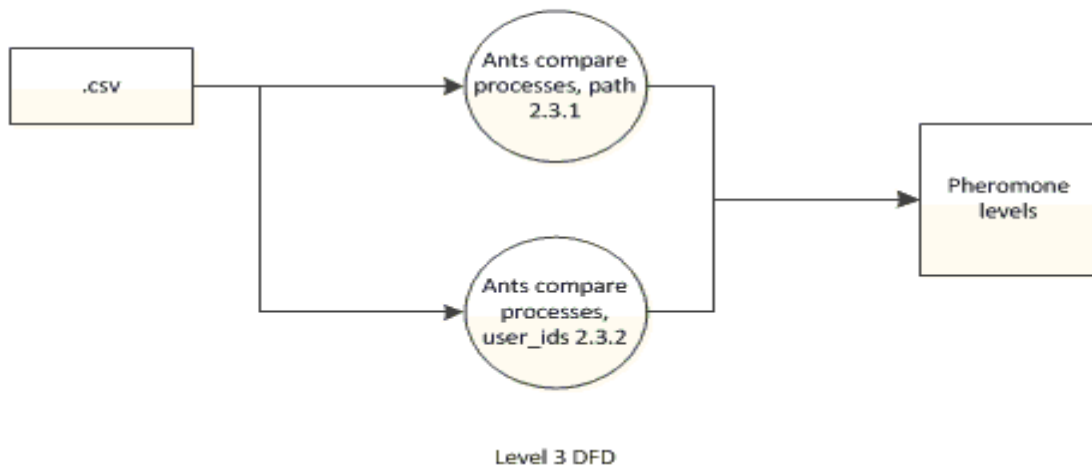 .csv
Ants compare
processes, path
2.3.1
Pheromone
levels
Ants compare
processes,
user_ids 2.3.2
Level 3 DFD